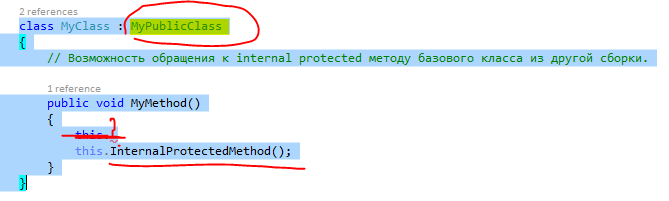 2 references
class MyClass : MyPublicClass
{
// Возможность обращения к internal protected методу базового класса из другой сборки.
1 reference
public void MyMethod()
{
this.
this.InternalProtectedMethod();
}
}